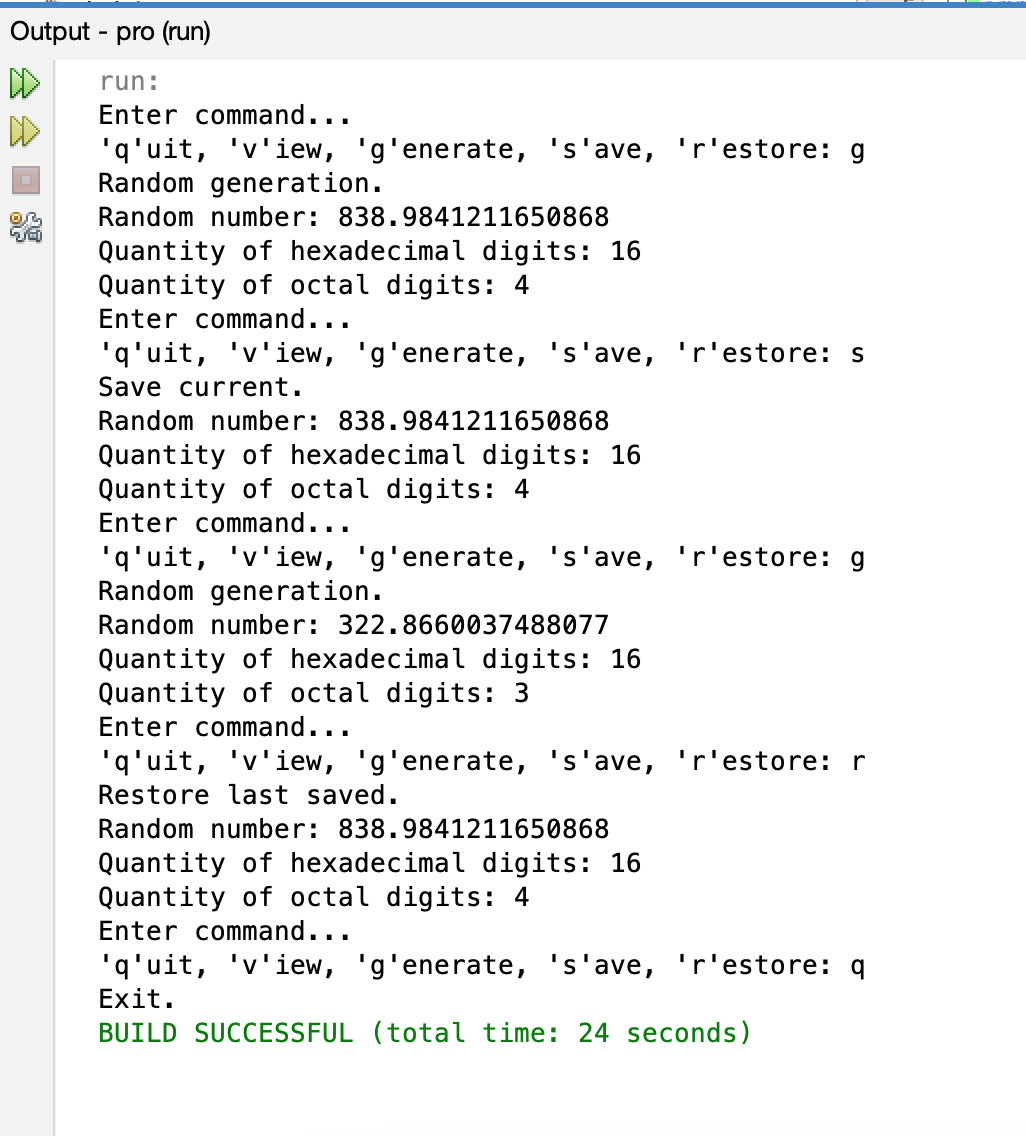 Output - pro (run)
run:
Enter command...
'q'uit, 'v'iew, 'g'enerate, 's'ave, 'r'estore: g
Random generation.
Random number: 838.9841211650868
Quantity of hexadecimal digits: 16
Quantity of octal digits: 4
Enter command...
'q'uit, 'v'iew, 'g'enerate, 's'ave, 'r'estore: s
Save current.
Random number: 838.9841211650868
Quantity of hexadecimal digits: 16
Quantity of octal digits: 4
Enter command...
'q'uit, 'v'iew, 'g'enerate, 's'ave, 'r'estore: g
Random generation.
Random number: 322.8660037488077
Quantity of hexadecimal digits: 16
Quantity of octal digits: 3
Enter command...
'q'uit, 'v'iew, 'g'enerate, 's'ave, 'r'estore: r
Restore last saved.
Random number: 838.9841211650868
Quantity of hexadecimal digits: 16
Quantity of octal digits: 4
Enter command...
'q'uit, 'v'iew, 'g'enerate, 's'ave, 'r'estore: q
Exit.
BUILD SUCCESSFUL (total time: 24 seconds)